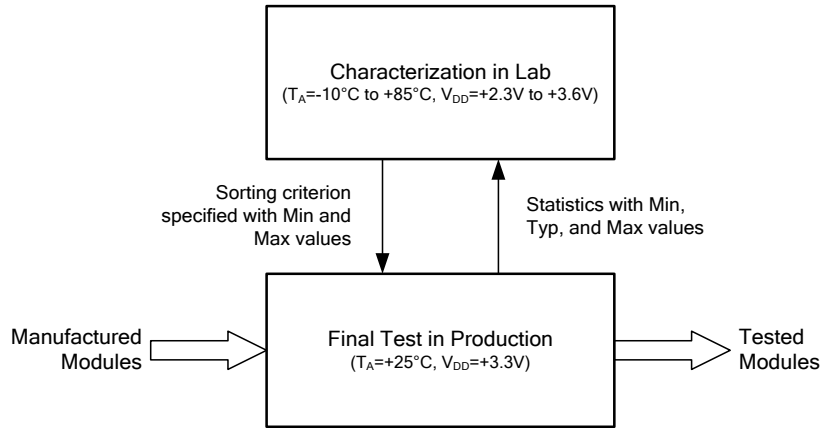 Characterization in Lab
(TA=-10°C to +85°C, VDD=+2.3V to +3.6V)
Sorting criterion
specified with Min and
Max values
Statistics with Min,
Typ, and Max values
Manufactured
Modules
Final Test in Production
(TA=+25°C, VDD=+3.3V)
Tested
Modules